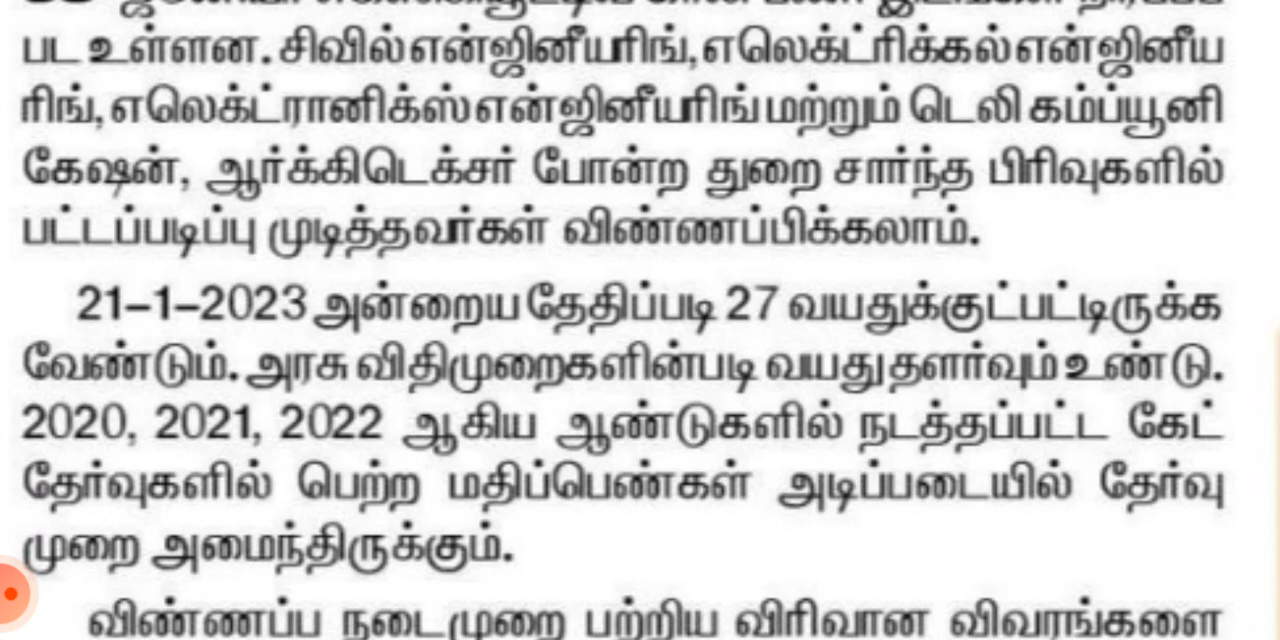 பட உள்ளன. சிவில் என்ஜினீயரிங், எலெக்ட்ரிக்கல் என்ஜினீய
ரிங், எலெக்ட்ரானிக்ஸ் என்ஜினீயரிங் மற்றும் டெலி கம்ப்யூனி
கேஷன், ஆர்க்கிடெக்சர் போன்ற துறை சார்ந்த பிரிவுகளில்
பட்டப்படிப்பு முடித்தவர்கள் விண்ணப்பிக்கலாம்.
21–1–2023 அன்றைய தேதிப்படி 27 வயதுக்குட்பட்டிருக்க
வேண்டும். அரசு விதிமுறைகளின்படி வயது தளர்வும் உண்டு.
2020, 2021, 2022 ஆகிய ஆண்டுகளில் நடத்தப்பட்ட கேட்
தேர்வுகளில் பெற்ற மதிப்பெண்கள் அடிப்படையில் தேர்வு
முறை அமைந்திருக்கும்.
விண்ணப்ப நடைமுறை பற்றிய விரிவான விவரங்களை